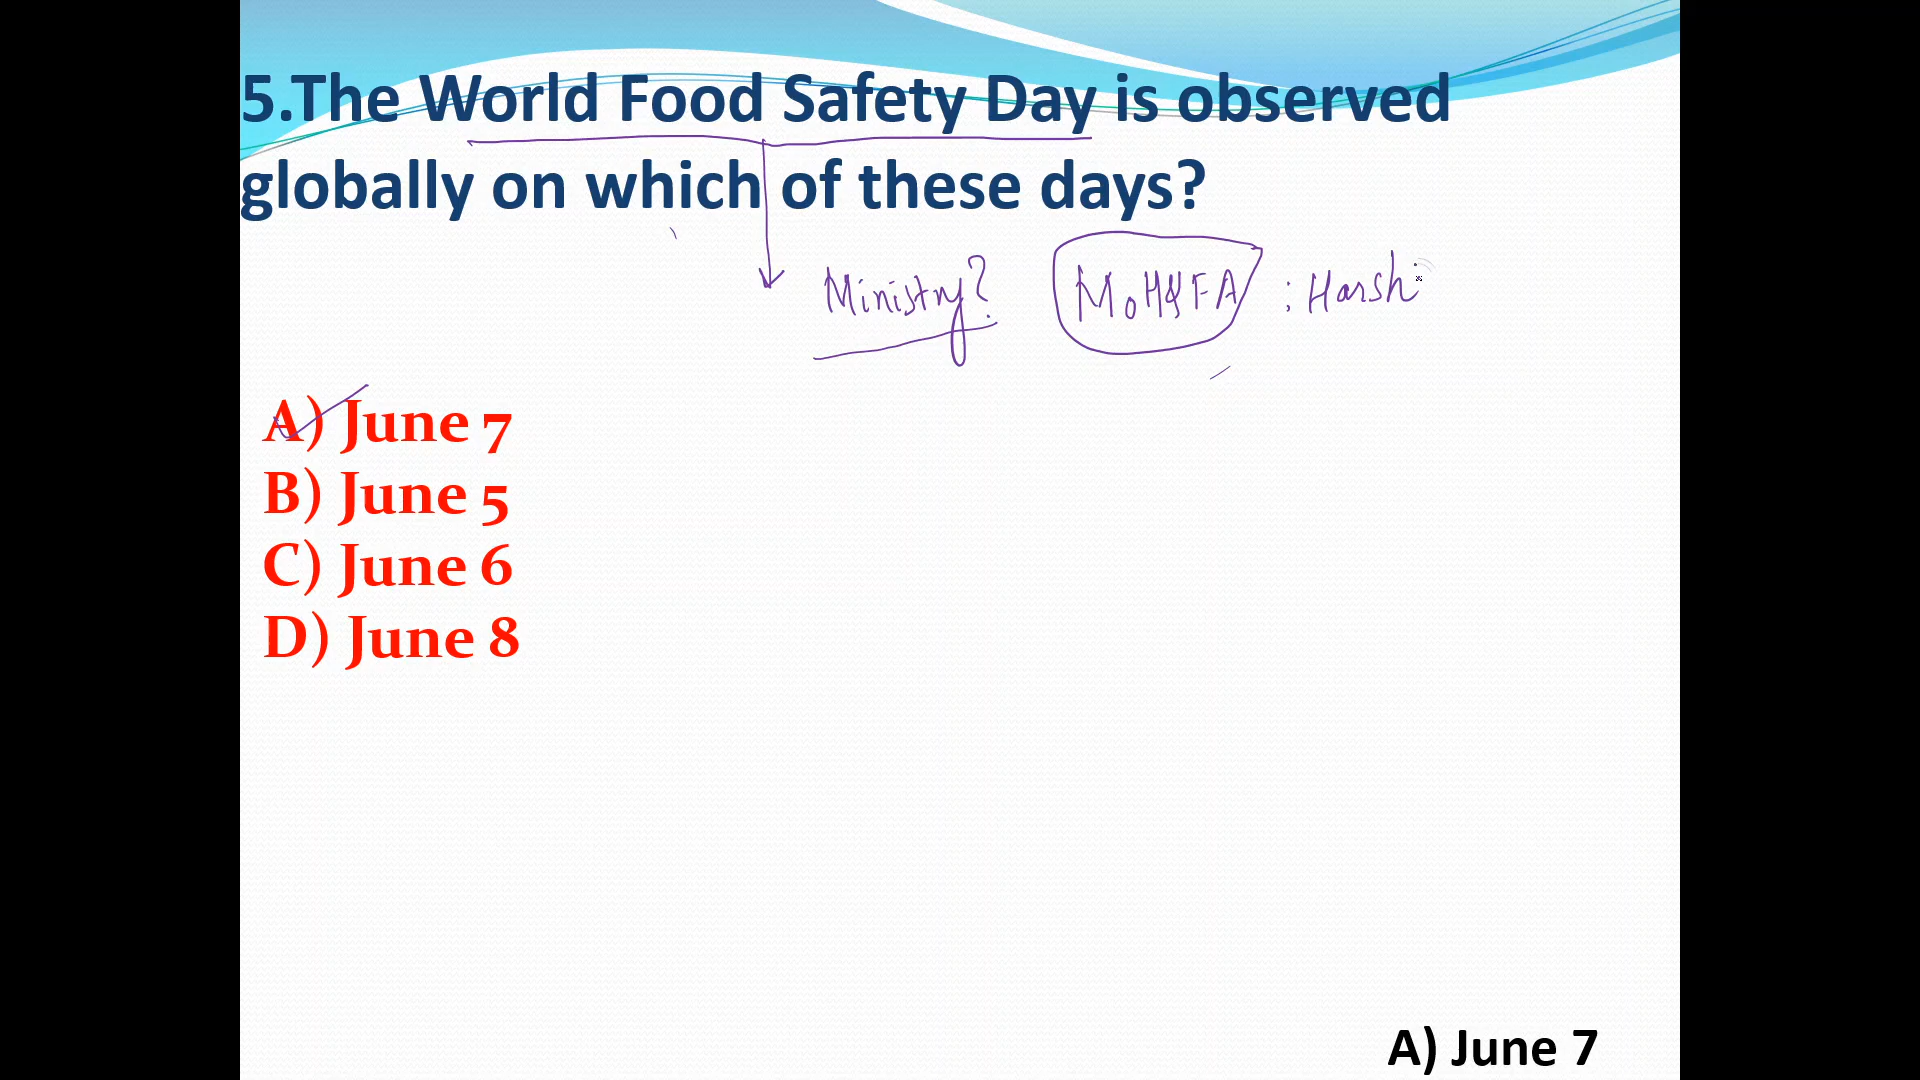 5.The World Food Safety Day is observed
globally on which of these days?
Ministry? MoH&FA : Harsh
A) June 7
B) June 5
C) June 6
D) June 8
A) June 7